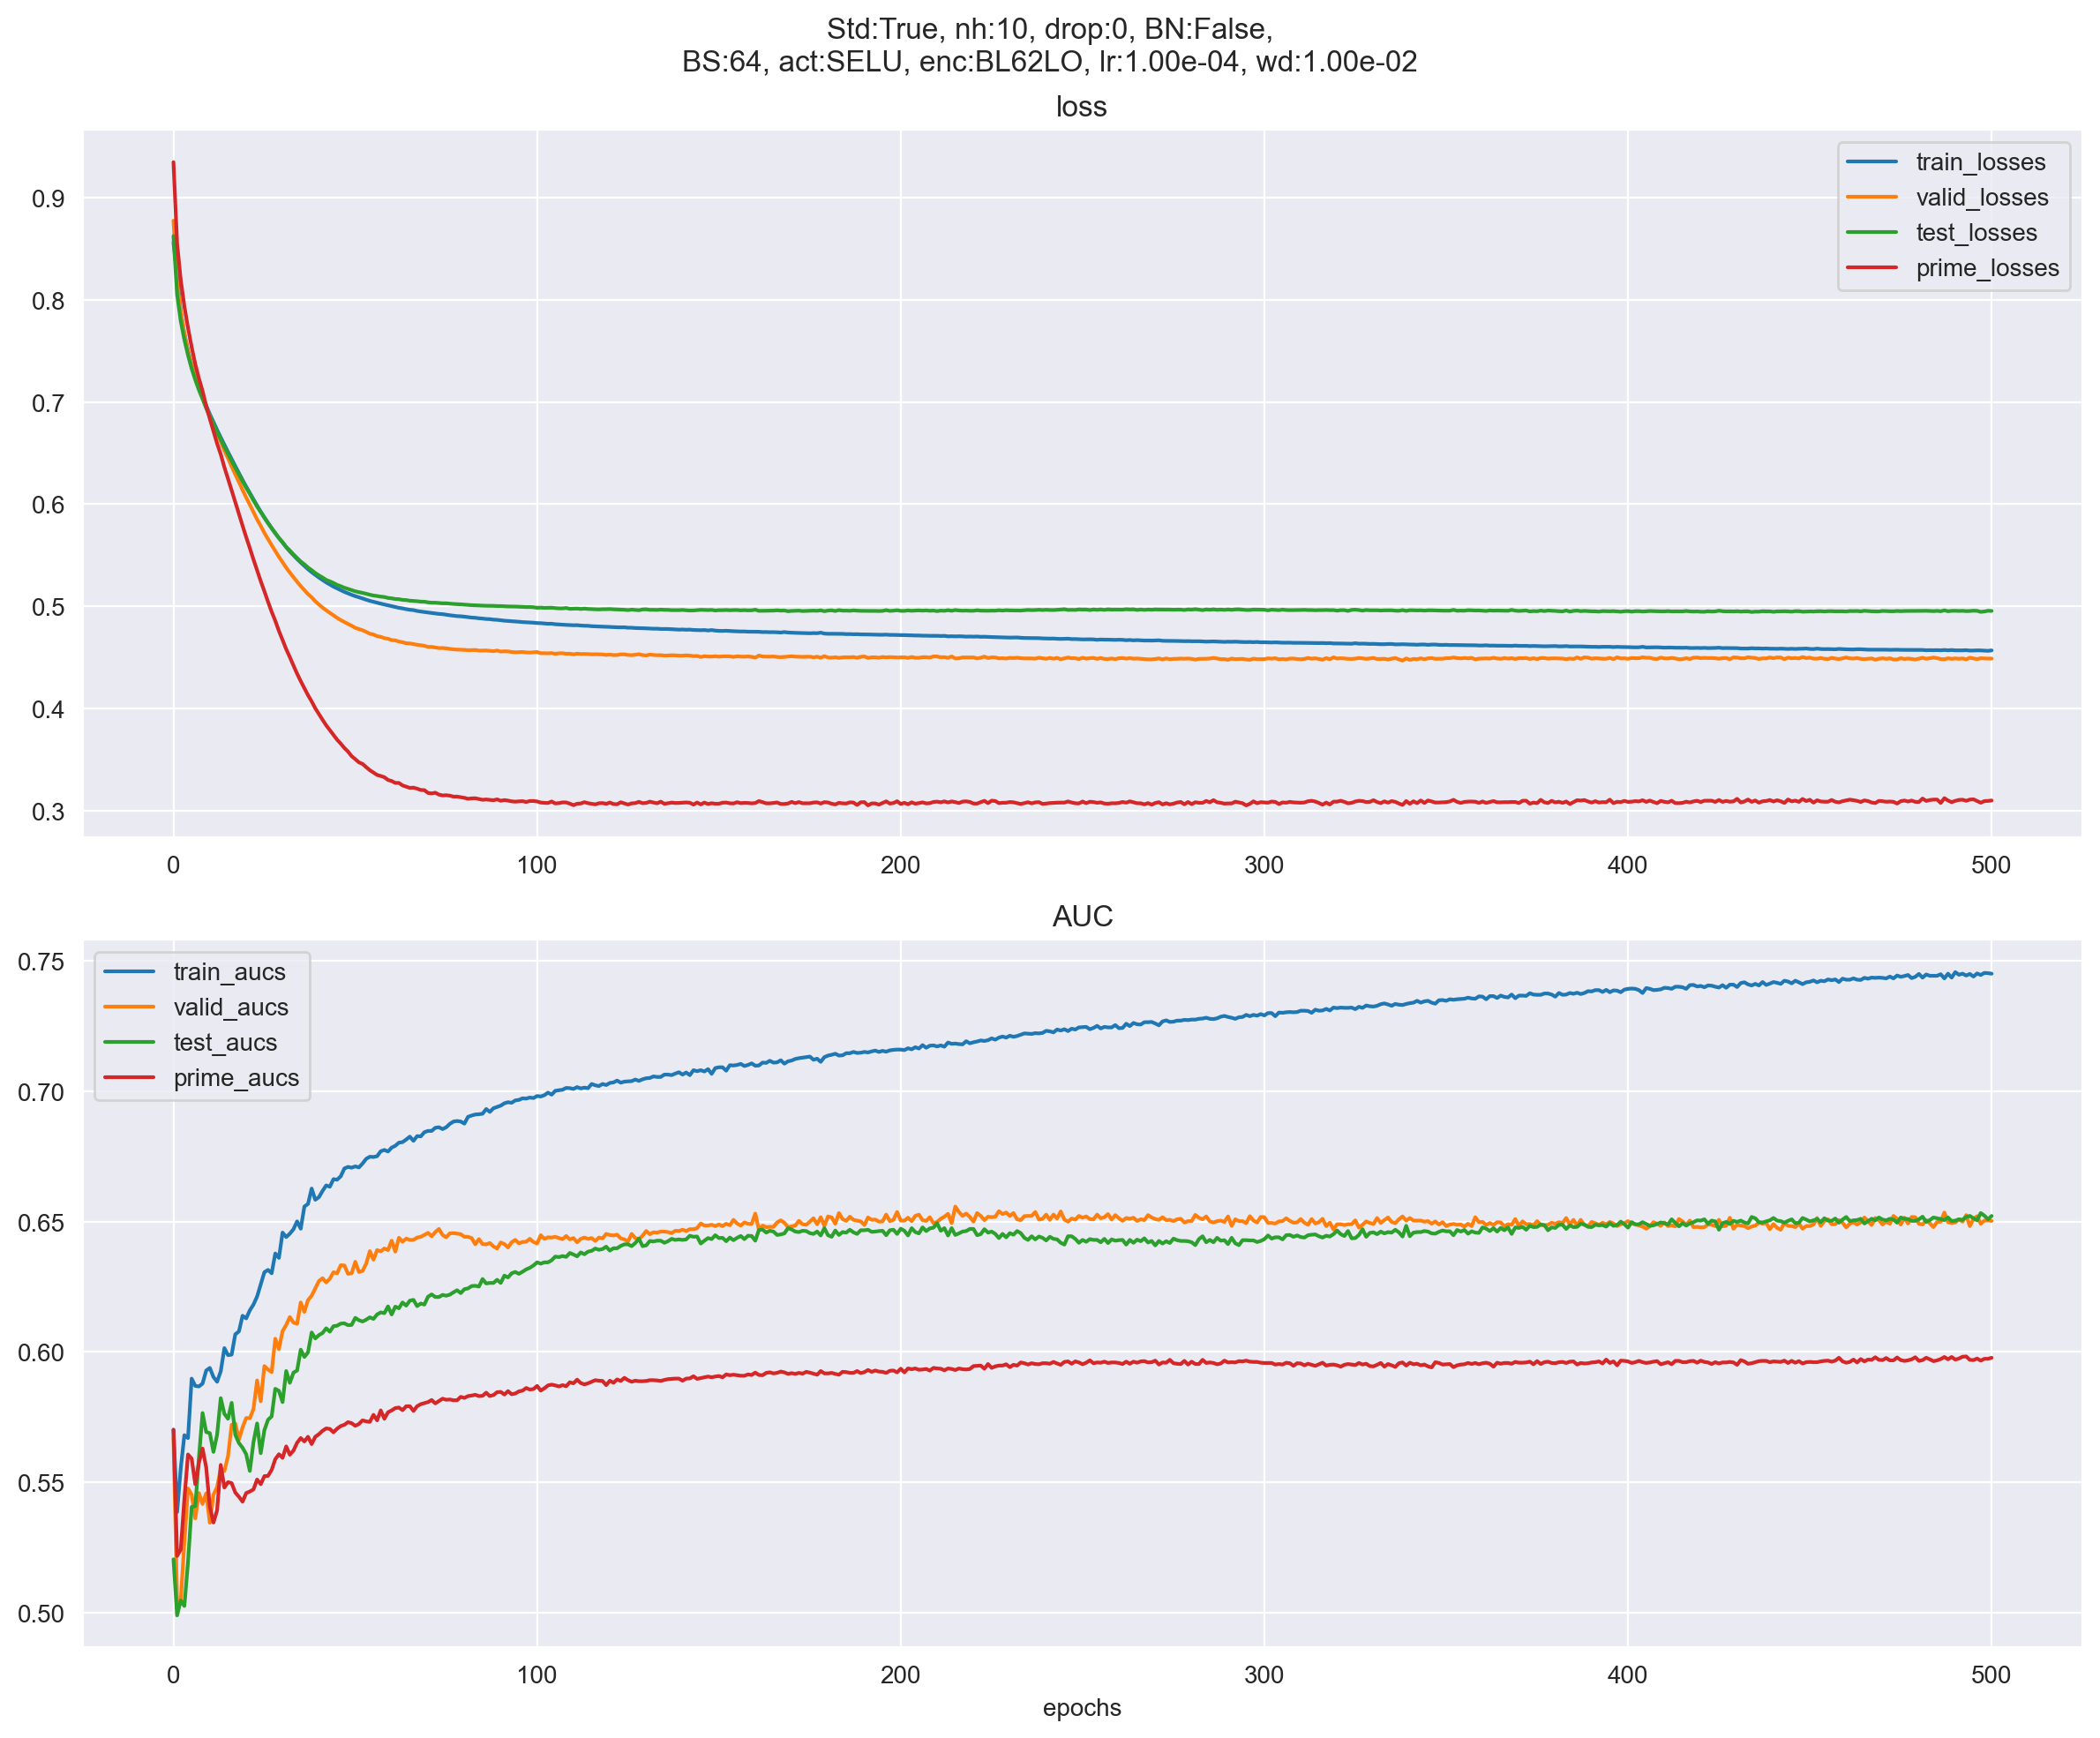 Std:True, nh:10, drop:0, BN:False,
BS:64, act:SELU, enc:BL62LO, lr:1.00e-04, wd:1.00e-02
loss
train_losses
valid_losses
test_losses
prime_losses
0.9
0.8
0.7
0.6
0.5
0.4
0.3
0 100 200 300 400 500
AUC
train_aucs
valid_aucs
test_aucs
prime_aucs
0.75
0.70
0.65
0.60
0.55
0.50
0 100 200 300 400 500
epochs